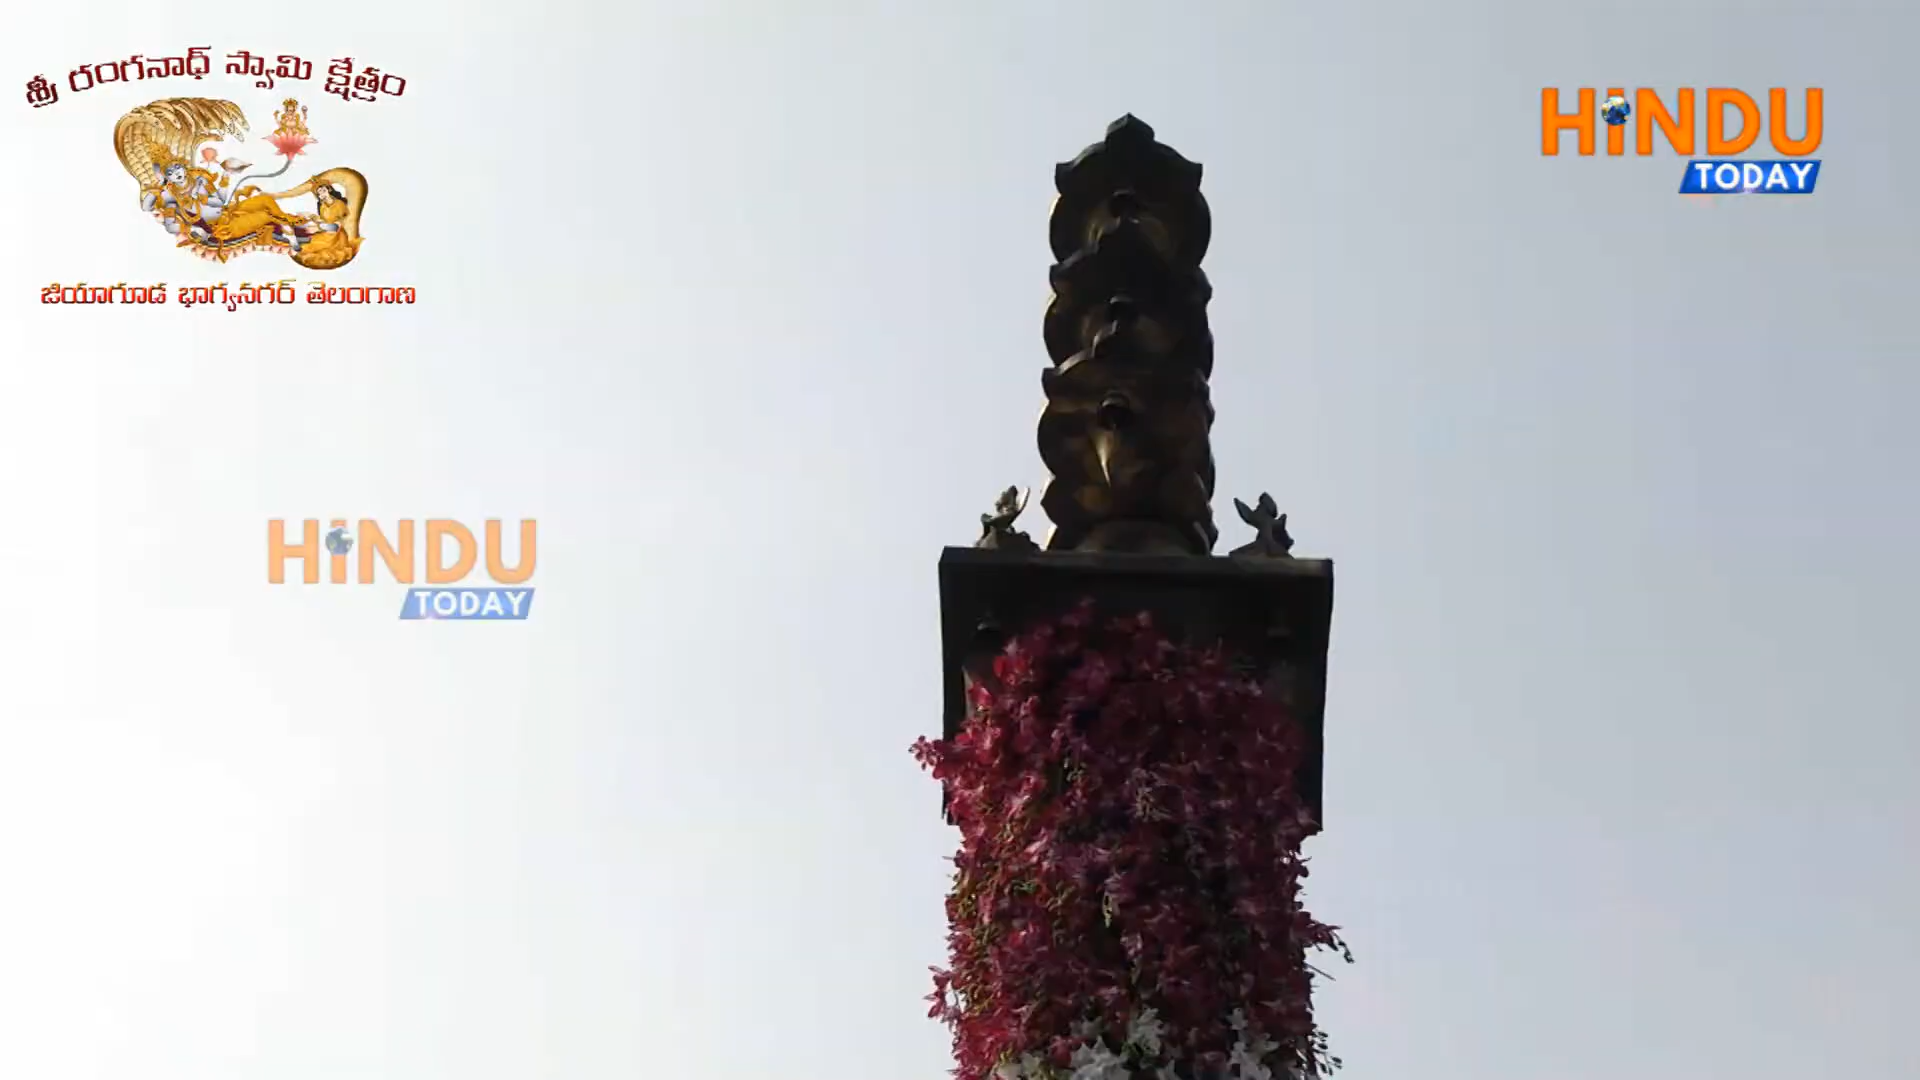 శ్రీ రంగనాధ్ స్వామి క్షేత్రం
జియాగూడ భాగ్యనగర్ తెలంగాణ
HiNDU
TODAY
HiNDU
TODAY